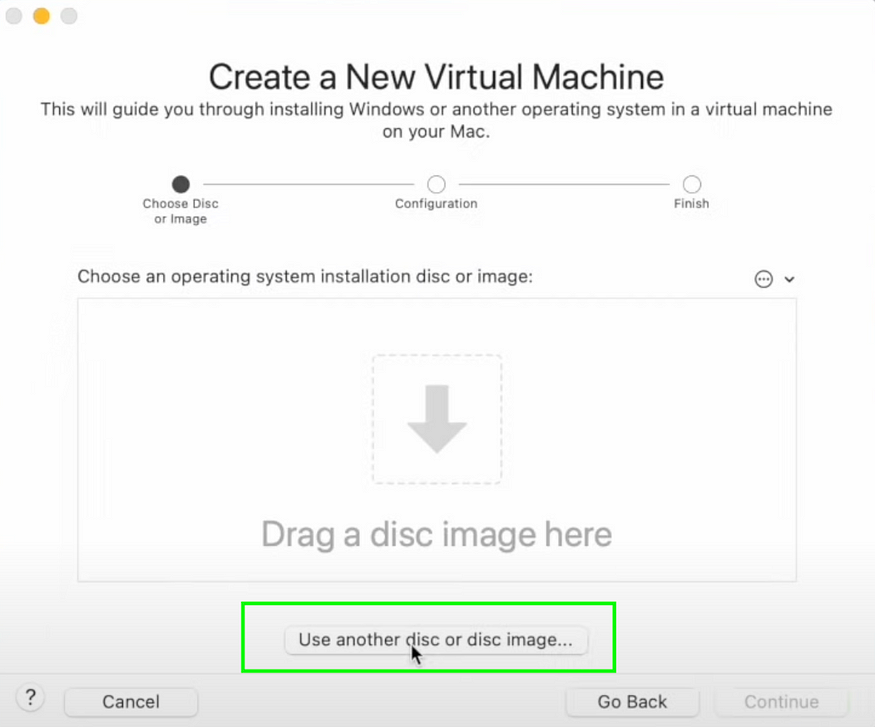 Create a New Virtual Machine
This will guide you through installing Windows or another operating system in a virtual machine
on your Mac.
Choose Disc
or Image
Configuration
Finish
Choose an operating system installation disc or image:
Drag a disc image here
Use another disc or disc image...
?
Cancel
Go Back
Continue